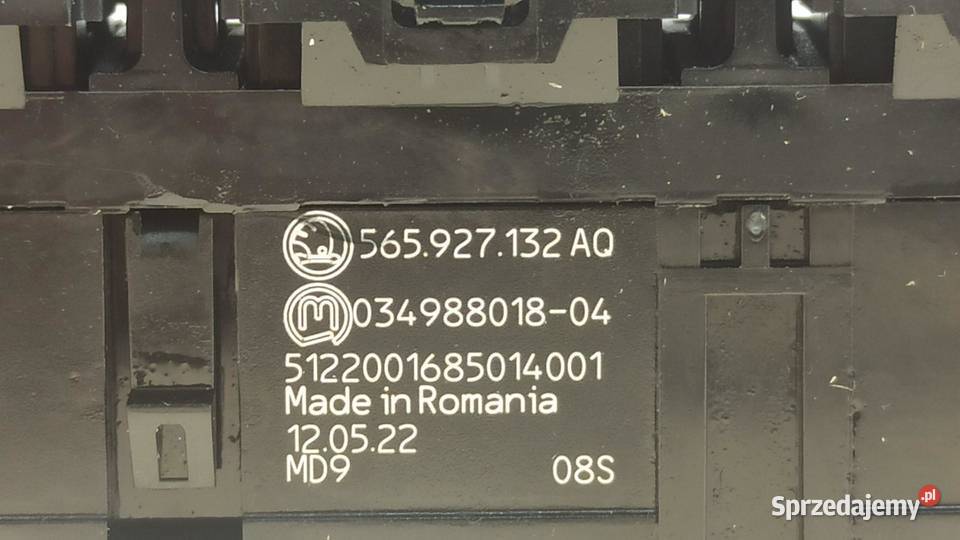 565.927.132 AQ
034988018-04
5122001685014001
Made in Romania
12.05.22
MD9 08S
Sprzedajemy.pl